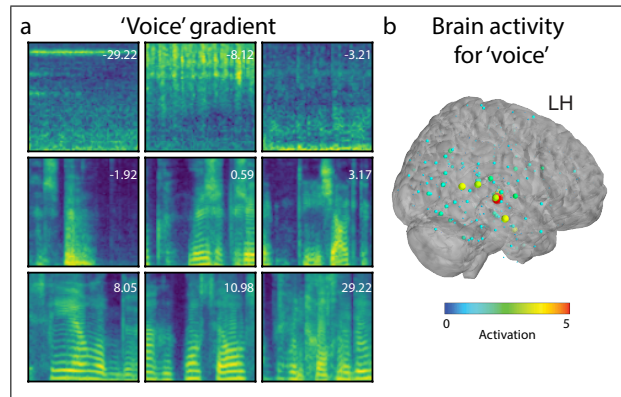 a
'Voice' gradient
-29.22
-8.12
-3.21
-1.92
0.59
3.17
8.05
10.98
29.22
b
Brain activity
for 'voice'
LH
0
5
Activation